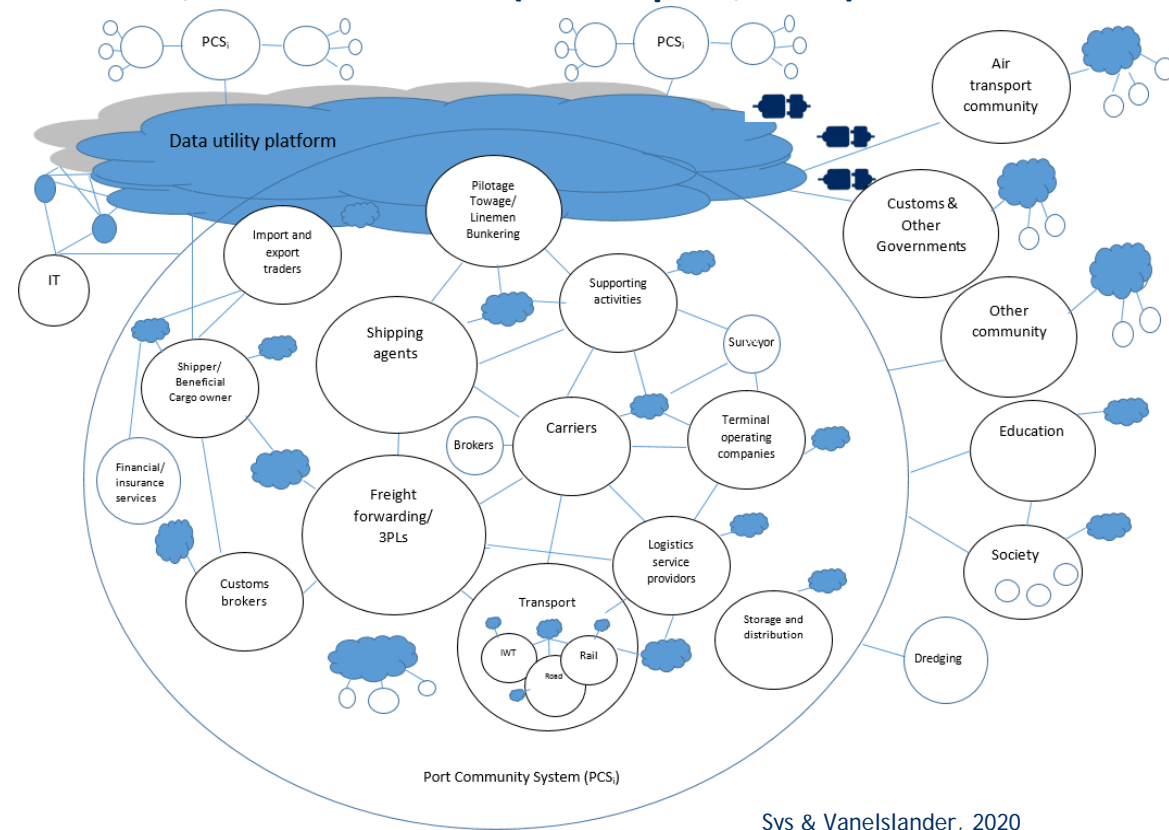 PCSi
PCSi
Air
transport
community
Data utility platform
Pilotage
Towage/
Linemen
Bunkering
Customs &
Other
Governments
Import and
export
traders
IT
Supporting
activities
Other
community
Shipping
agents
Surveyor
Shipper/
Beneficial
Cargo owner
Brokers
Carriers
Terminal
operating
companies
Education
Financial/
insurance
services
Freight
forwarding/
3PLs
Logistics
service
providors
Society
Customs
brokers
Transport
Storage and
distribution
IWT
Rail
Road
Dredging
Port Community System (PCSi)
Sys & Vanelslander, 2020